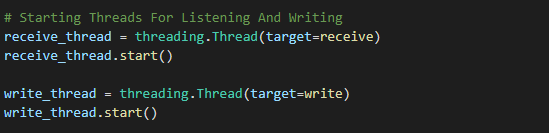 # Starting Threads For Listening And Writing
receive_thread = threading.Thread(target=receive)
receive_thread.start()

write_thread = threading.Thread(target=write)
write_thread.start()